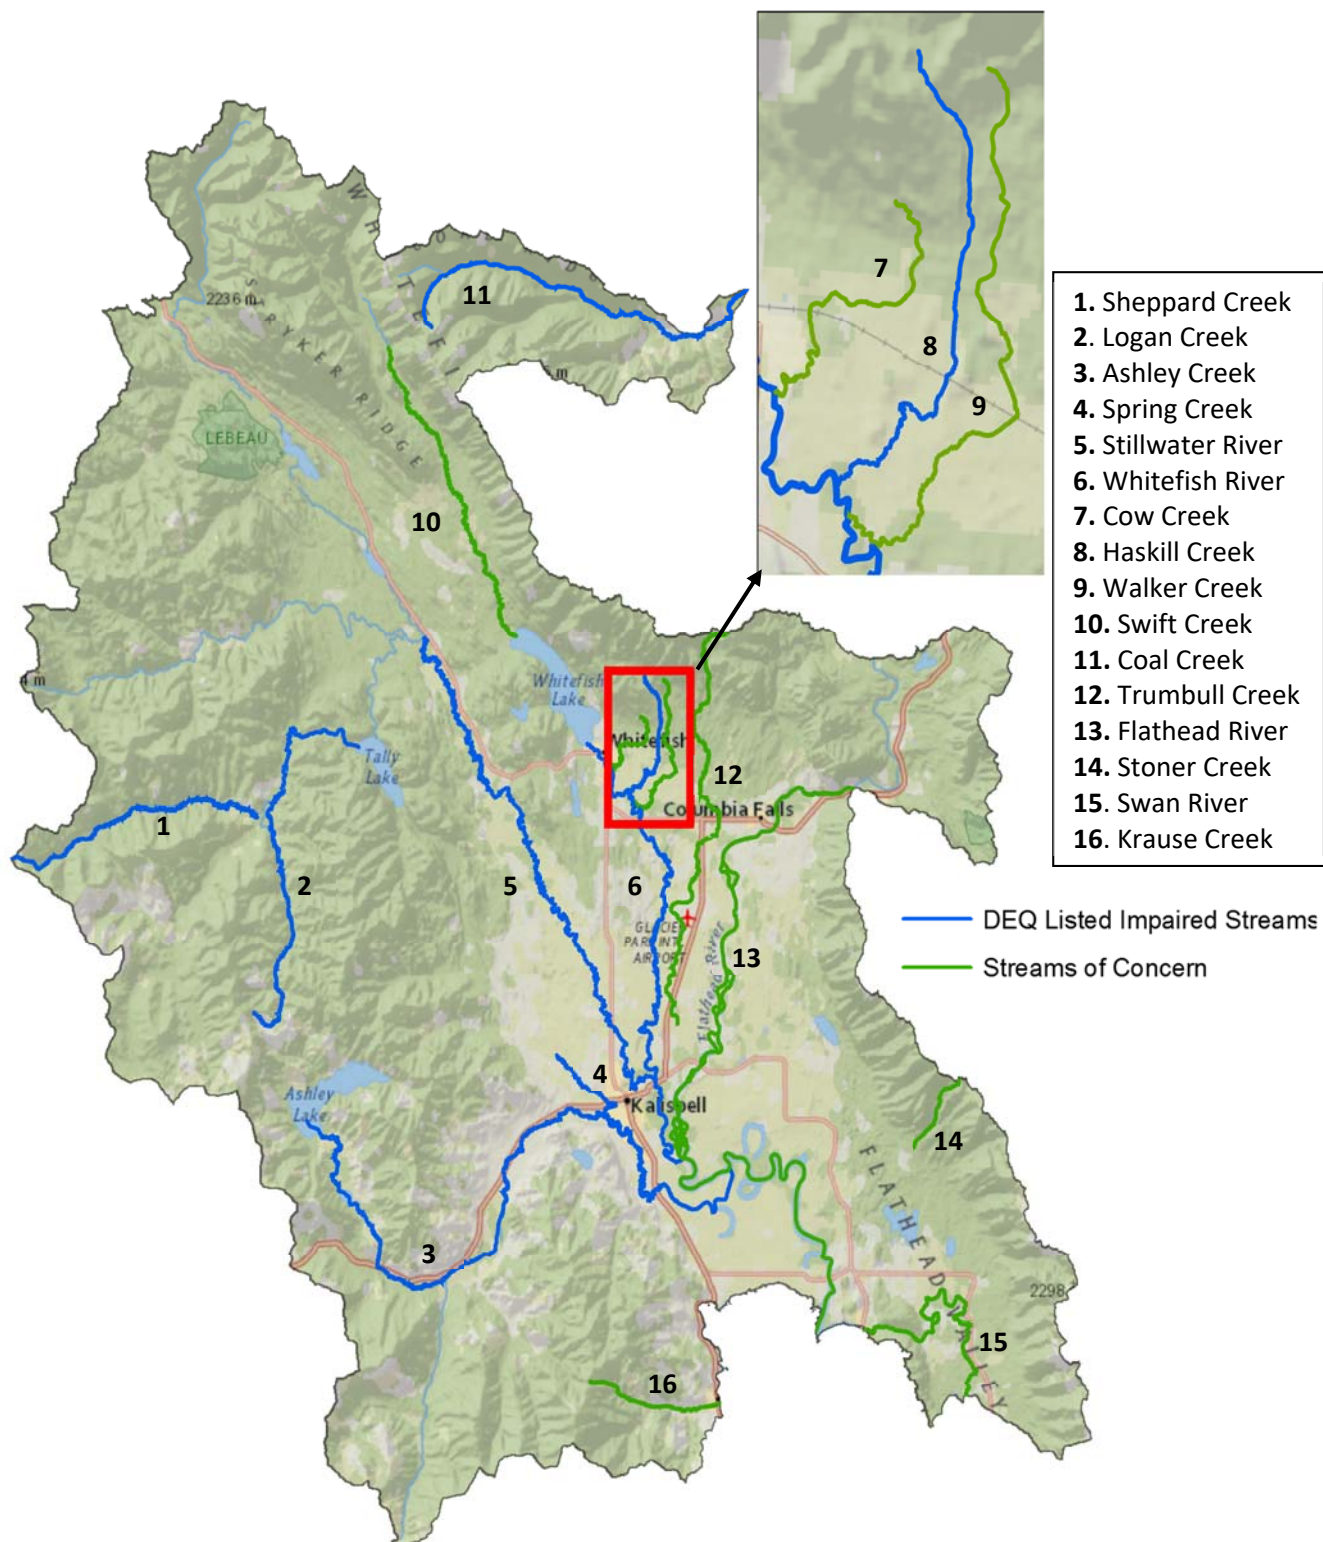 7
8
9
W H I T E F I
CON
2236 m
S T R Y K E R R I D G E
LEBEAU
11
m
10
4 m
Whitefish
Lake
Whitefish
Tally
Lake
12
Columbia Falls
1
2
5
6
GLACIER
PARK INT
AIRPORT
Flathead River
13
Ashley
Lake
4
Kalispell
14
FLATHEAD VALLEY
3
2298
15
16
1. Sheppard Creek
2. Logan Creek
3. Ashley Creek
4. Spring Creek
5. Stillwater River
6. Whitefish River
7. Cow Creek
8. Haskill Creek
9. Walker Creek
10. Swift Creek
11. Coal Creek
12. Trumbull Creek
13. Flathead River
14. Stoner Creek
15. Swan River
16. Krause Creek
DEQ Listed Impaired Streams
Streams of Concern